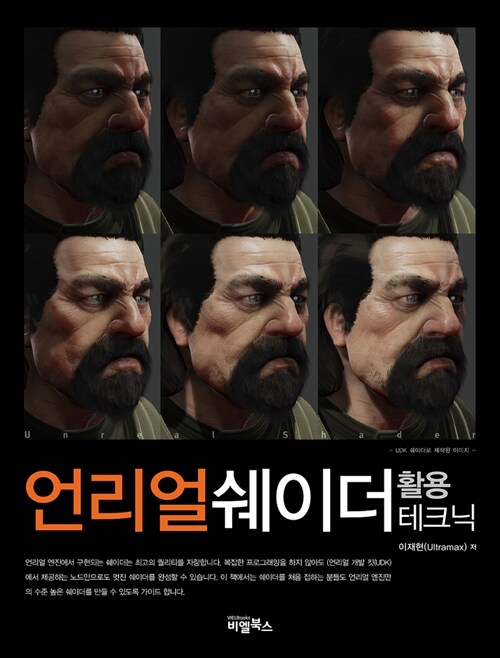 Unreal Shader
- UDK 쉐이더로 제작된 이미지 -
언리얼쉐이더 활용
테크닉
이재현(Ultramax) 저
언리얼 엔진에서 구현되는 쉐이더는 최고의 퀄리티를 자랑합니다. 복잡한 프로그래밍을 하지 않아도 (언리얼 개발 킷)UDK)
에서 제공하는 노드만으로도 멋진 쉐이더를 완성할 수 있습니다. 이 책에서는 쉐이더를 처음 접하는 분들도 언리얼 엔진만
의 수준 높은 쉐이더를 만들 수 있도록 가이드 합니다.
VIELBooks
비엘북스